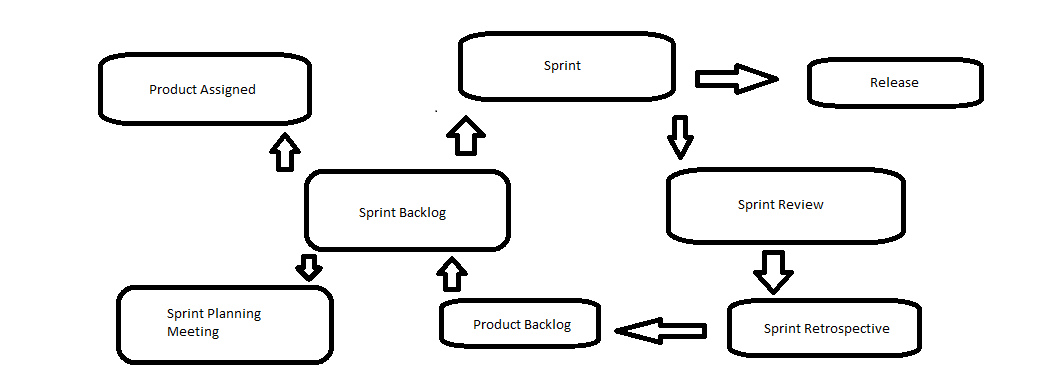 Sprint
Product Assigned
Release
Sprint Backlog
Sprint Review
Sprint Planning
Meeting
Product Backlog
Sprint Retrospective